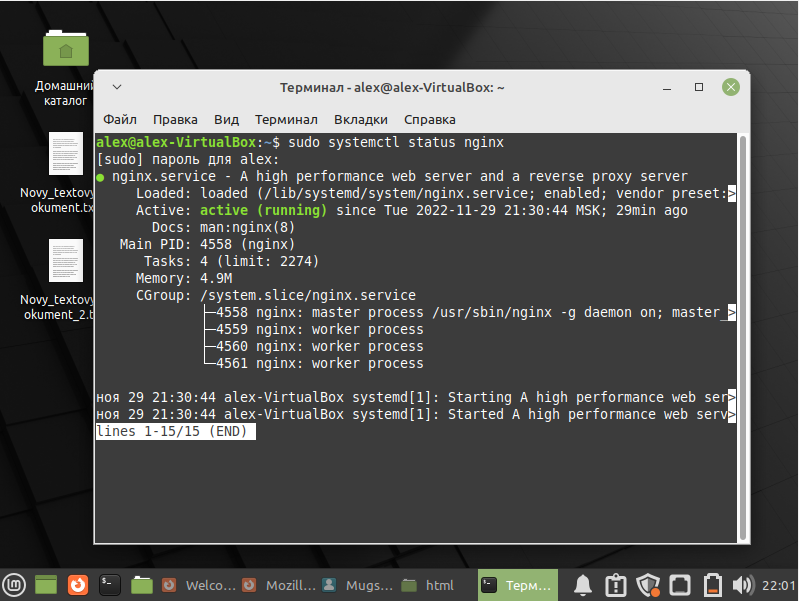 Домашний
каталог
Novy_textovy
okument.tx
Novy_textovy
okument_2.t
Терминал - alex@alex-VirtualBox: ~
Файл Правка Вид Терминал Вкладки Справка
alex@alex-VirtualBox:~$ sudo systemctl status nginx
[sudo] пароль для alex:
● nginx.service - A high performance web server and a reverse proxy server
Loaded: loaded (/lib/systemd/system/nginx.service; enabled; vendor preset:>
Active: active (running) since Tue 2022-11-29 21:30:44 MSK; 29min ago
Docs: man:nginx(8)
Main PID: 4558 (nginx)
Tasks: 4 (limit: 2274)
Memory: 4.9M
CGroup: /system.slice/nginx.service
├─4558 nginx: master process /usr/sbin/nginx -g daemon on; master_>
├─4559 nginx: worker process
├─4560 nginx: worker process
└─4561 nginx: worker process
ноя 29 21:30:44 alex-VirtualBox systemd[1]: Starting A high performance web ser>
ноя 29 21:30:44 alex-VirtualBox systemd[1]: Started A high performance web serv>
lines 1-15/15 (END)
Welco... Mozill... Mugs... html Терм... 22:01